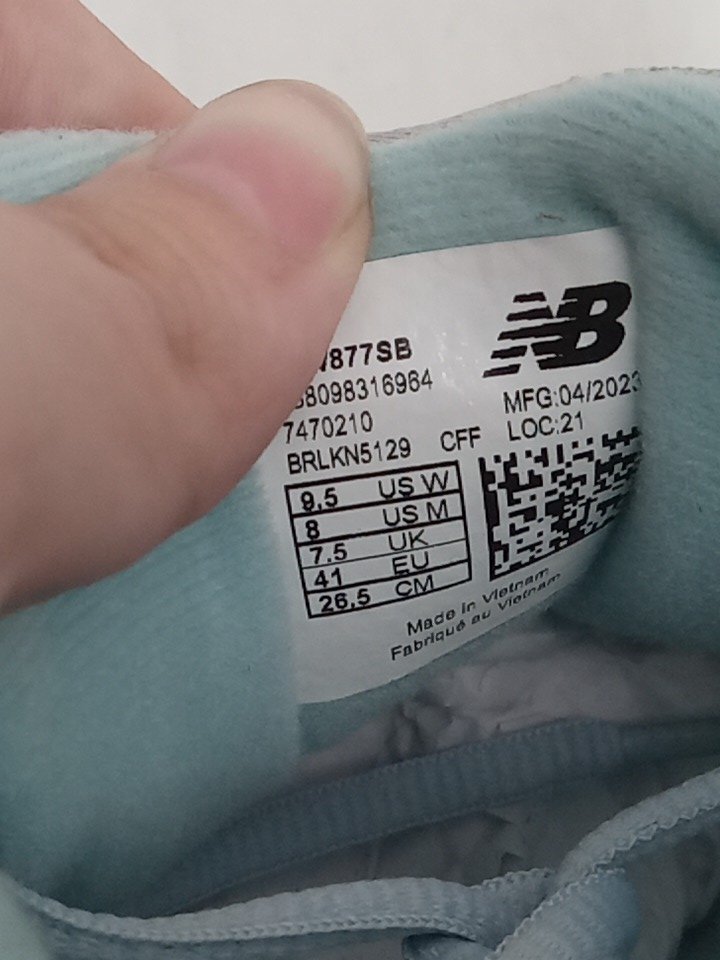 NB
877SB
8098316964
MFG:04/2023
7470210
LOC:21
BRLKN5129 CFF
9,5 US W
8 US M
7.5 UK
41 EU
26,5 CM
Made in Vietnam
Fabriqué au Vietnam